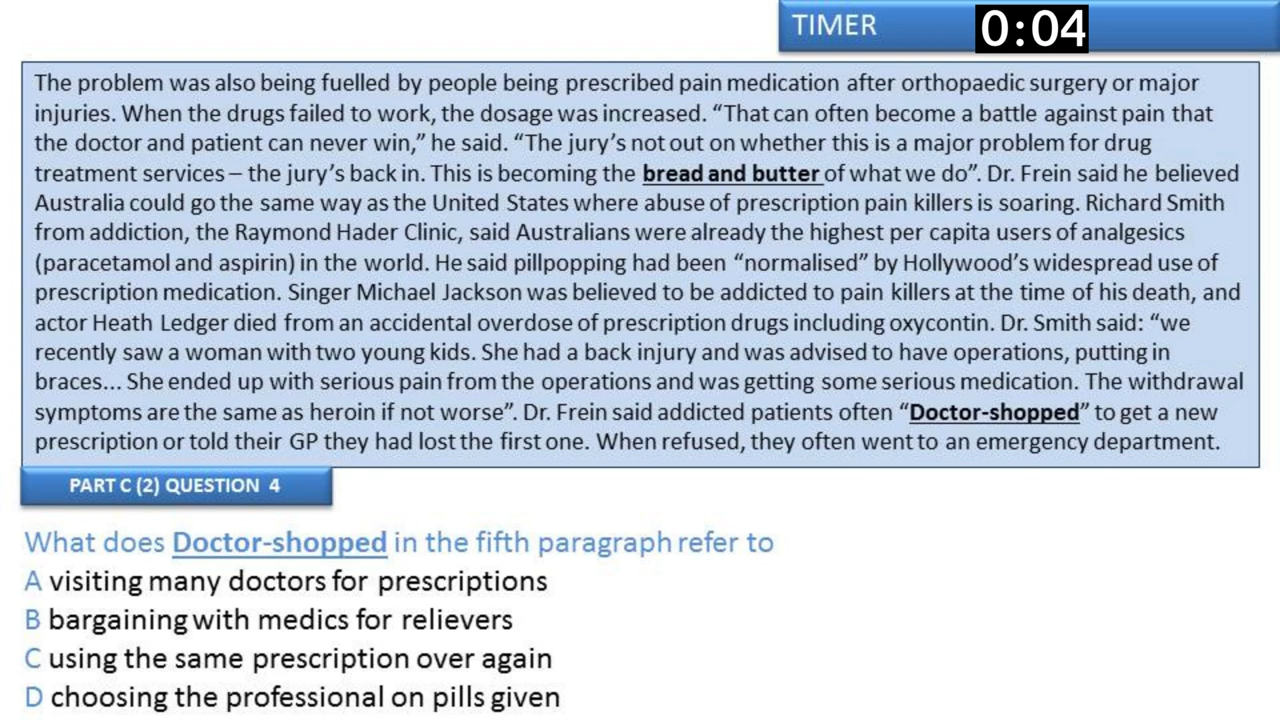 TIMER 0:04
The problem was also being fuelled by people being prescribed pain medication after orthopaedic surgery or major
injuries. When the drugs failed to work, the dosage was increased. “That can often become a battle against pain that
the doctor and patient can never win,” he said. “The jury’s not out on whether this is a major problem for drug
treatment services – the jury’s back in. This is becoming the bread and butter of what we do”. Dr. Frein said he believed
Australia could go the same way as the United States where abuse of prescription pain killers is soaring. Richard Smith
from addiction, the Raymond Hader Clinic, said Australians were already the highest per capita users of analgesics
(paracetamol and aspirin) in the world. He said pillpopping had been “normalised” by Hollywood’s widespread use of
prescription medication. Singer Michael Jackson was believed to be addicted to pain killers at the time of his death, and
actor Heath Ledger died from an accidental overdose of prescription drugs including oxycontin. Dr. Smith said: “we
recently saw a woman with two young kids. She had a back injury and was advised to have operations, putting in
braces... She ended up with serious pain from the operations and was getting some serious medication. The withdrawal
symptoms are the same as heroin if not worse”. Dr. Frein said addicted patients often “Doctor-shopped” to get a new
prescription or told their GP they had lost the first one. When refused, they often went to an emergency department.
PART C (2) QUESTION 4
What does Doctor-shopped in the fifth paragraph refer to
A visiting many doctors for prescriptions
B bargaining with medics for relievers
C using the same prescription over again
D choosing the professional on pills given